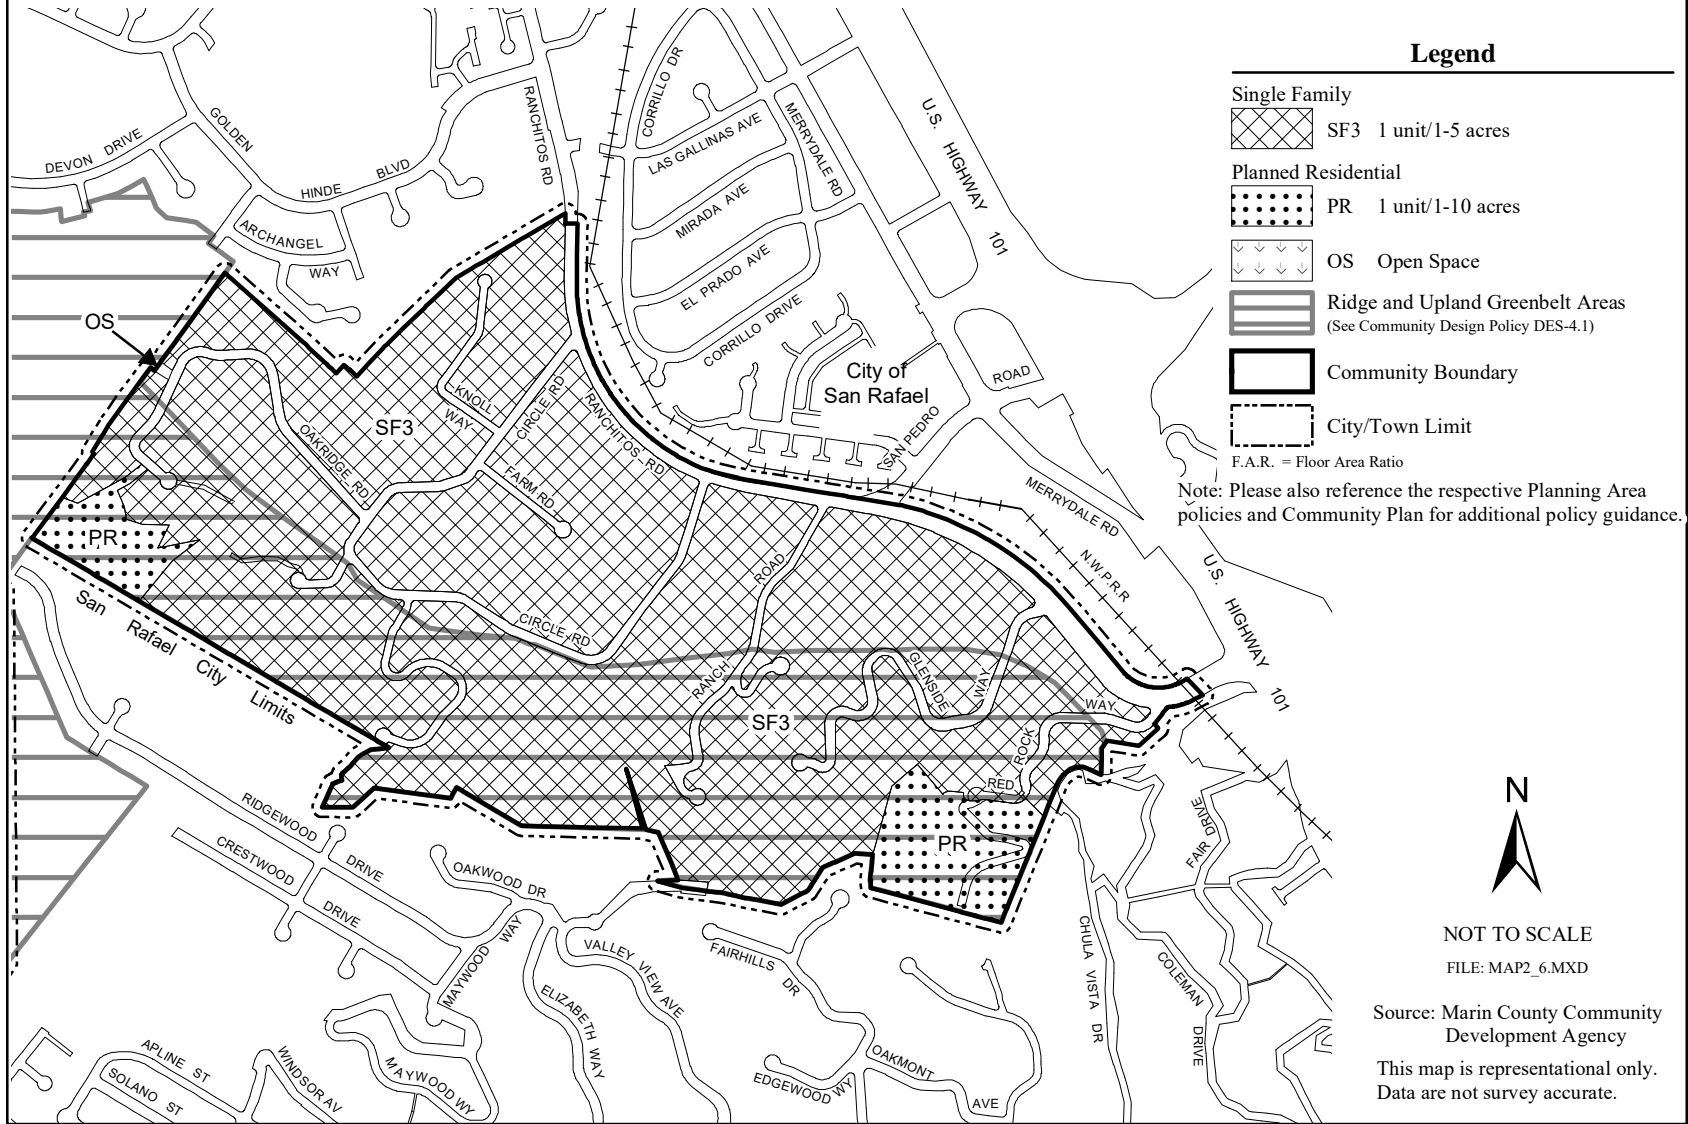 Legend
Single Family
SF3 1 unit/1-5 acres
Planned Residential
PR 1 unit/1-10 acres
OS Open Space
Ridge and Upland Greenbelt Areas
(See Community Design Policy DES-4.1)
Community Boundary
City/Town Limit
F.A.R. = Floor Area Ratio
Note: Please also reference the respective Planning Area
policies and Community Plan for additional policy guidance.
DEVON DRIVE
GOLDEN
HINDE BLVD
ARCHANGEL
WAY
RANCHITOS RD
CORRILLO DR
LAS GALLINAS AVE
MERRYDALE RD
MIRADA AVE
EL PRADO AVE
CORRILLO DRIVE
U.S. HIGHWAY 101
City of
San Rafael
ROAD
SAN PEDRO
MERRYDALE RD
N.W.P.R.R
U.S. HIGHWAY 101
OS
SF3
KNOLL
WAY
CIRCLE RD
RANCHITOS RD
OAKRIDGE RD
FARM RD
PR
CIRCLE RD
ROAD
RANCH
GLENSIDE
WAY
SF3
WAY
ROCK
RED
PR
San Rafael City Limits
RIDGEWOOD
DRIVE
CRESTWOOD
DRIVE
OAKWOOD DR
MAYWOOD WAY
VALLEY VIEW AVE
ELIZABETH WAY
FAIRHILLS
DR
FAIR DRIVE
CHULA VISTA DR
COLEMAN
DRIVE
APLINE ST
SOLANO ST
WINDSOR AV
MAYWOOD WY
EDGEWOOD WY
OAKMONT
AVE
N
NOT TO SCALE
FILE: MAP2_6.MXD
Source: Marin County Community
Development Agency
This map is representational only.
Data are not survey accurate.